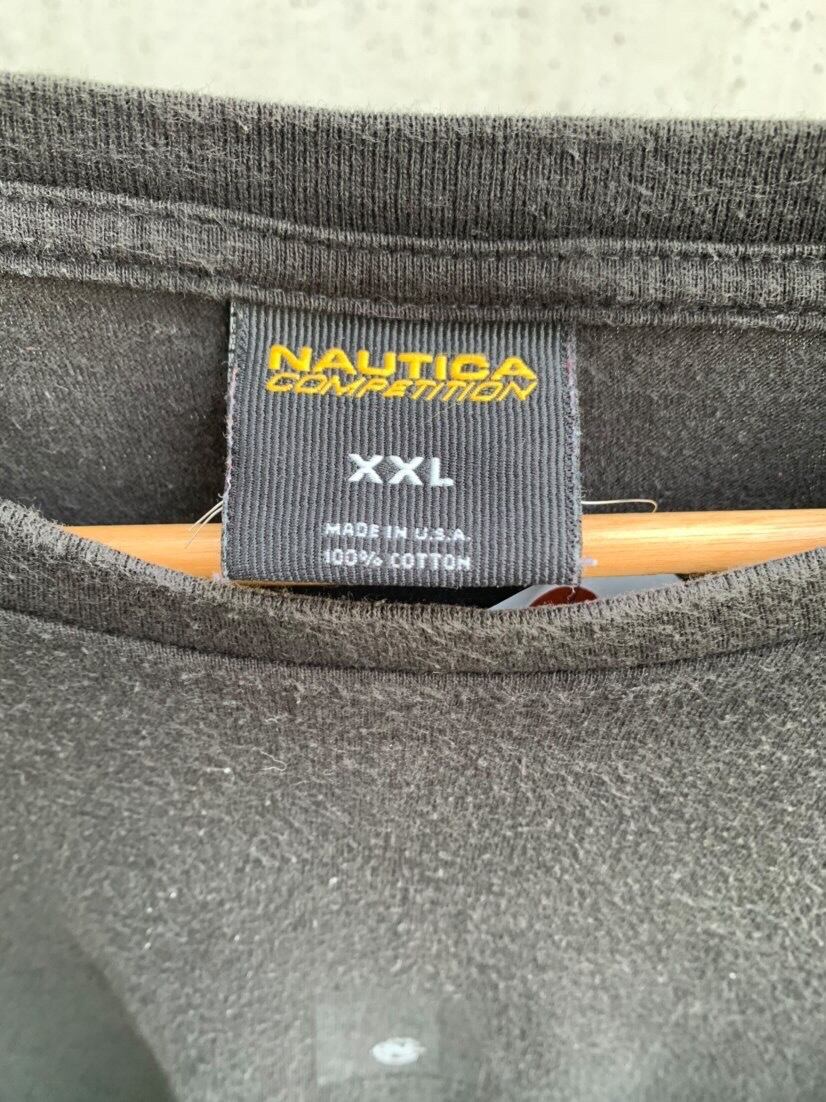 NAUTICA
COMPETITION
XXL
MADE IN U.S.A.
100% COTTON